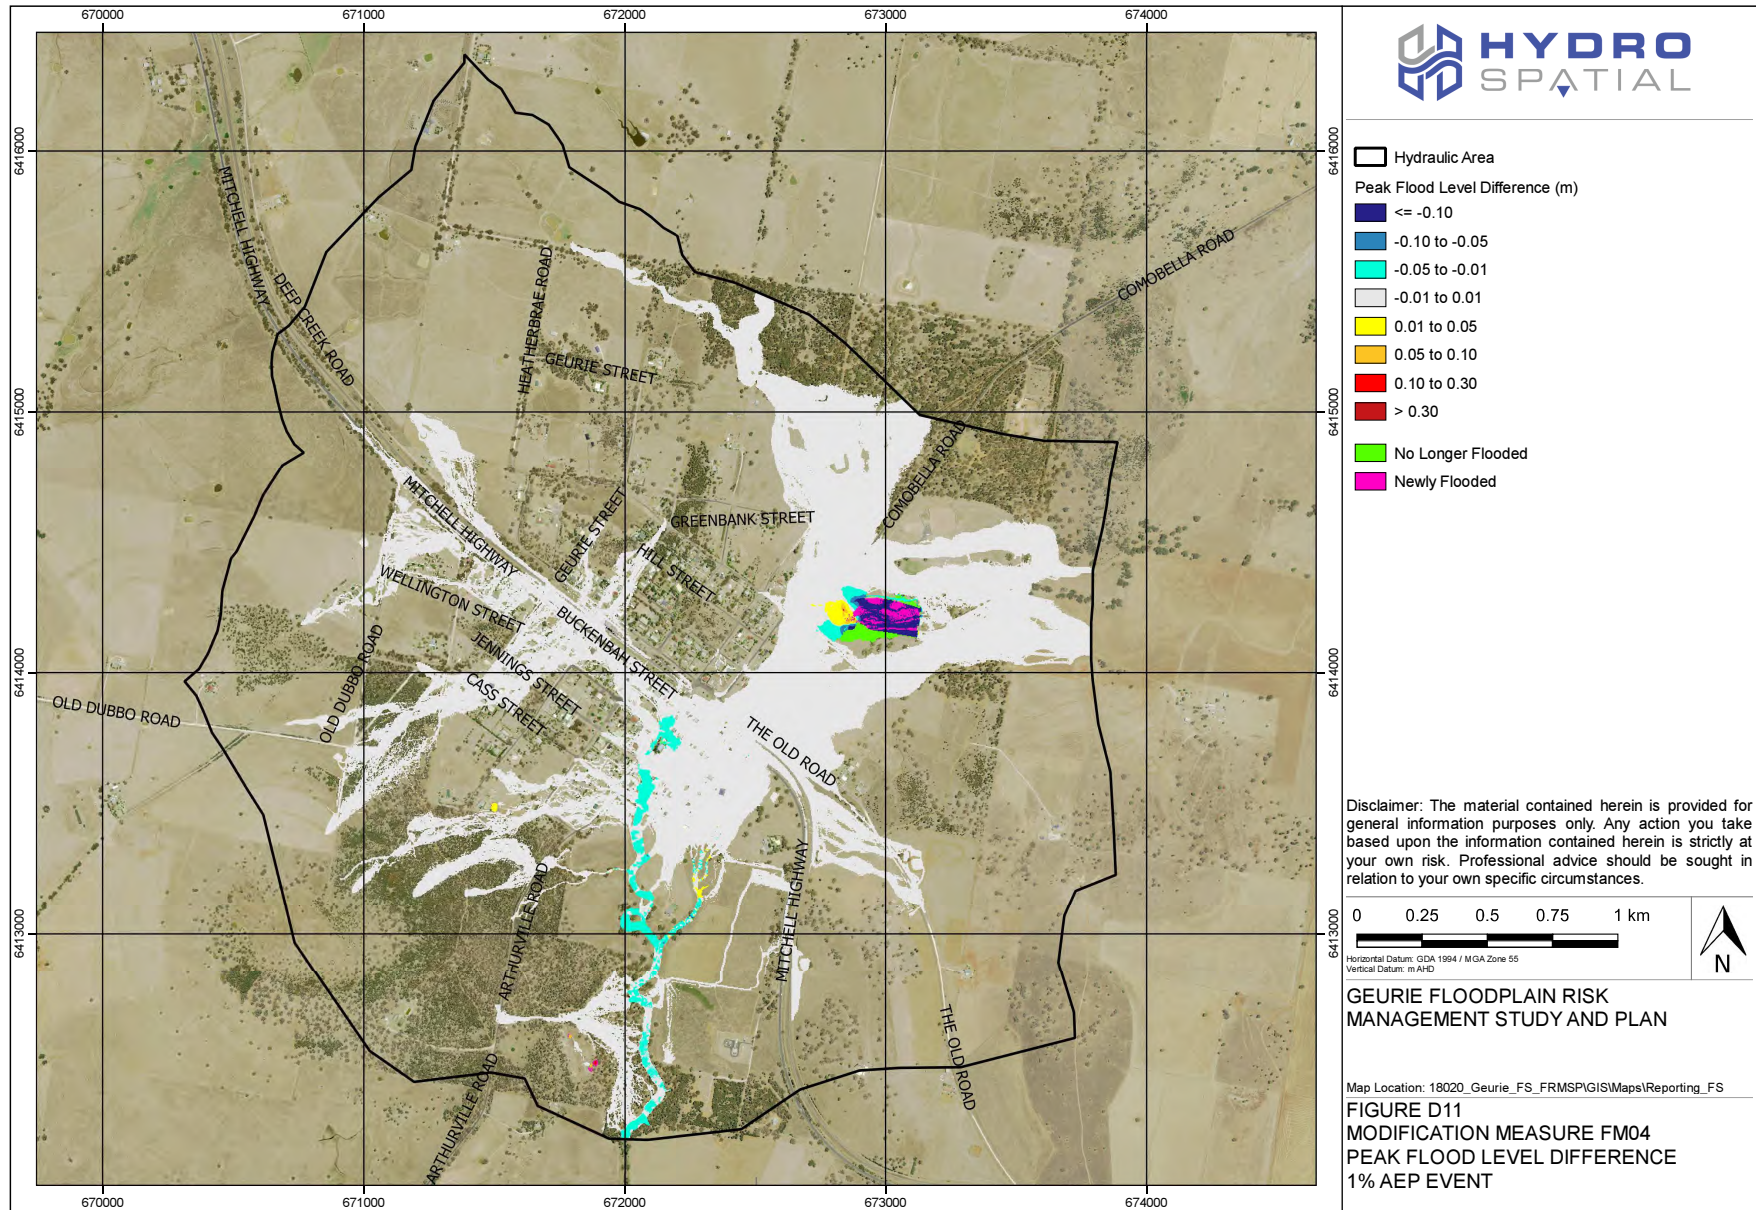 670000
671000
672000
673000
674000
6416000
6416000
6415000
6415000
6414000
6414000
6413000
6413000
MITCHELL HIGHWAY
DEEP CREEK ROAD
HEATHERBRAE ROAD
GEURIE STREET
COMOBELLA ROAD
COMOBELLA ROAD
MITCHELL HIGHWAY
GEURIE STREET
GREENBANK STREET
HILL STREET
WELLINGTON STREET
BUCKENBAH STREET
JENNINGS STREET
CASS STREET
OLD DUBBO ROAD
OLD DUBBO ROAD
THE OLD ROAD
MITCHELL HIGHWAY
ARTHURVILLE ROAD
ARTHURVILLE ROAD
THE OLD ROAD
670000
671000
672000
673000
674000
HYDRO
SPATIAL
Hydraulic Area
Peak Flood Level Difference (m)
<= -0.10
-0.10 to -0.05
-0.05 to -0.01
-0.01 to 0.01
0.01 to 0.05
0.05 to 0.10
0.10 to 0.30
> 0.30
No Longer Flooded
Newly Flooded
Disclaimer: The material contained herein is provided for
general information purposes only. Any action you take
based upon the information contained herein is strictly at
your own risk. Professional advice should be sought in
relation to your own specific circumstances.
0 0.25 0.5 0.75 1 km
Horizontal Datum: GDA 1994 / MGA Zone 55
Vertical Datum: m AHD
N
GEURIE FLOODPLAIN RISK
MANAGEMENT STUDY AND PLAN
Map Location: 18020_Geurie_FS_FRMSP\GIS\Maps\Reporting_FS
FIGURE D11
MODIFICATION MEASURE FM04
PEAK FLOOD LEVEL DIFFERENCE
1% AEP EVENT